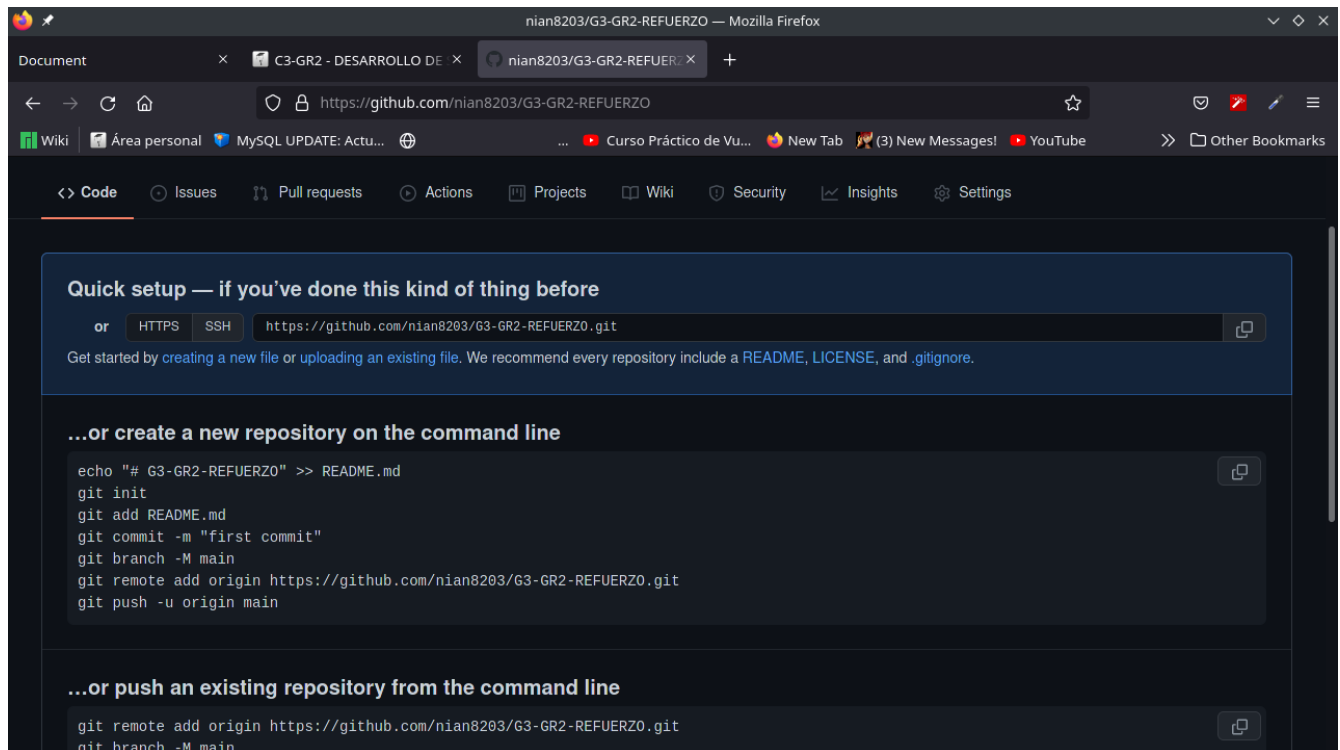 nian8203/G3-GR2-REFUERZO — Mozilla Firefox
Document
C3-GR2 - DESARROLLO DE
nian8203/G3-GR2-REFUERZ
https://github.com/nian8203/G3-GR2-REFUERZO
Wiki Área personal MySQL UPDATE: Actu... ... Curso Práctico de Vu... New Tab (3) New Messages! YouTube Other Bookmarks
Code Issues Pull requests Actions Projects Wiki Security Insights Settings
Quick setup — if you’ve done this kind of thing before
or HTTPS SSH https://github.com/nian8203/G3-GR2-REFUERZO.git
Get started by creating a new file or uploading an existing file. We recommend every repository include a README, LICENSE, and .gitignore.
…or create a new repository on the command line
echo "# G3-GR2-REFUERZO" >> README.md
git init
git add README.md
git commit -m "first commit"
git branch -M main
git remote add origin https://github.com/nian8203/G3-GR2-REFUERZO.git
git push -u origin main
…or push an existing repository from the command line
git remote add origin https://github.com/nian8203/G3-GR2-REFUERZO.git
git branch -M main